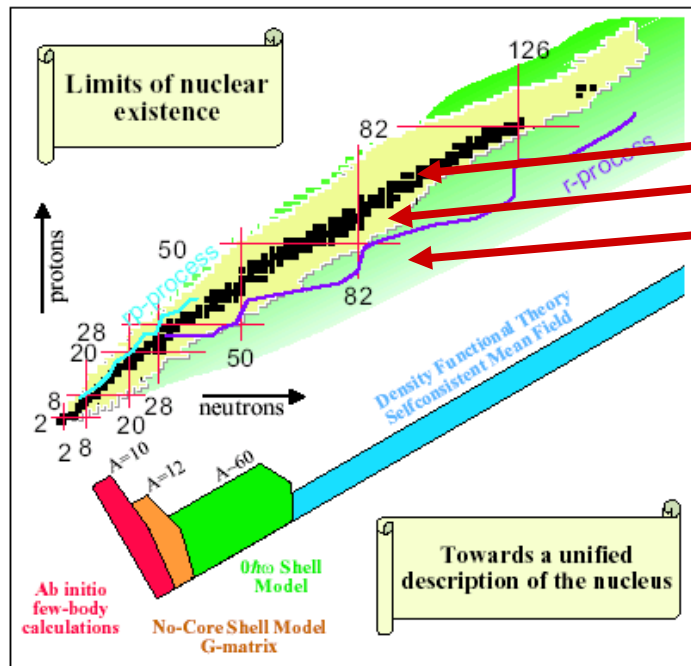 Limits of nuclear
existence
126
82
r-process
protons
50
rp-process
82
28
20
50
8
28
neutrons
2
20
2 8
Density Functional Theory
Selfconsistent Mean Field
A=10
A=12
A~60
0ħω Shell
Model
Towards a unified
description of the nucleus
Ab initio
few-body
calculations
No-Core Shell Model
G-matrix